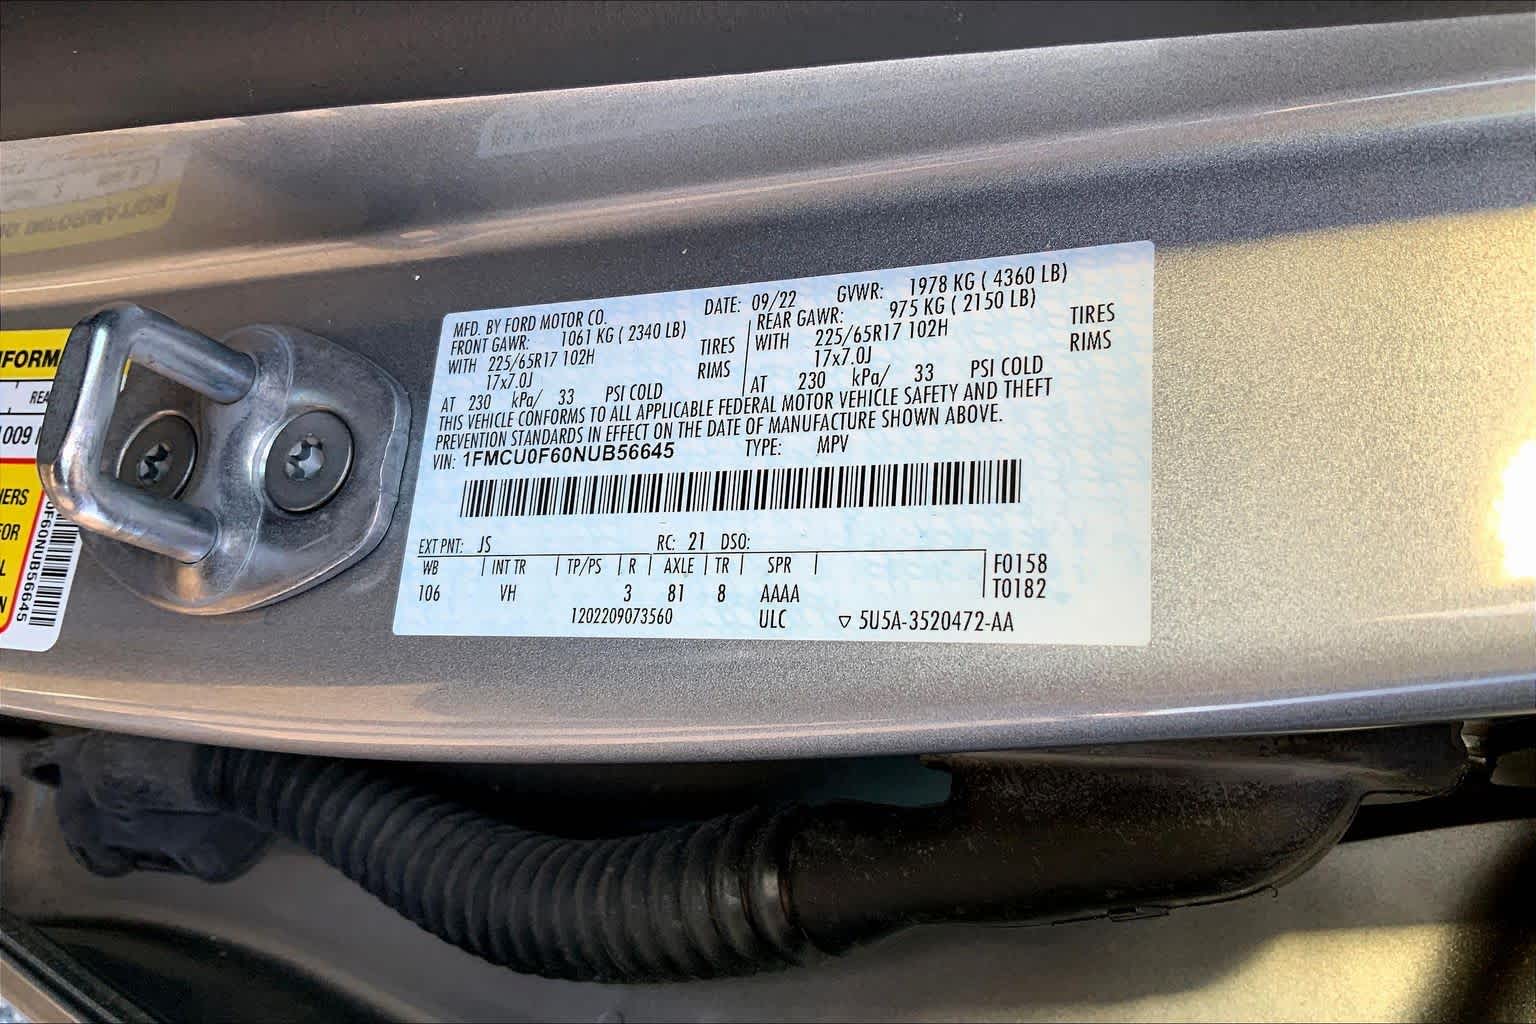 MFD. BY FORD MOTOR CO. DATE: 09/22 GVWR: 1978 KG ( 4360 LB)
FRONT GAWR: 1061 KG ( 2340 LB) REAR GAWR: 975 KG ( 2150 LB)
WITH 225/65R17 102H TIRES WITH 225/65R17 102H TIRES
17x7.0J RIMS 17x7.0J RIMS
AT 230 kPa/ 33 PSI COLD AT 230 kPa/ 33 PSI COLD
THIS VEHICLE CONFORMS TO ALL APPLICABLE FEDERAL MOTOR VEHICLE SAFETY AND THEFT
PREVENTION STANDARDS IN EFFECT ON THE DATE OF MANUFACTURE SHOWN ABOVE.
VIN: 1FMCU0F60NUB56645 TYPE: MPV
EXT PNT: JS RC: 21 DSO:
WB | INT TR | TP/PS | R | AXLE | TR | SPR | F0158
106 VH 3 81 8 AAAA T0182
1202209073560 ULC ▽ 5U5A-3520472-AA
NFORM
REA
1009
HERS
FOR
L
N
0F60NUB56645